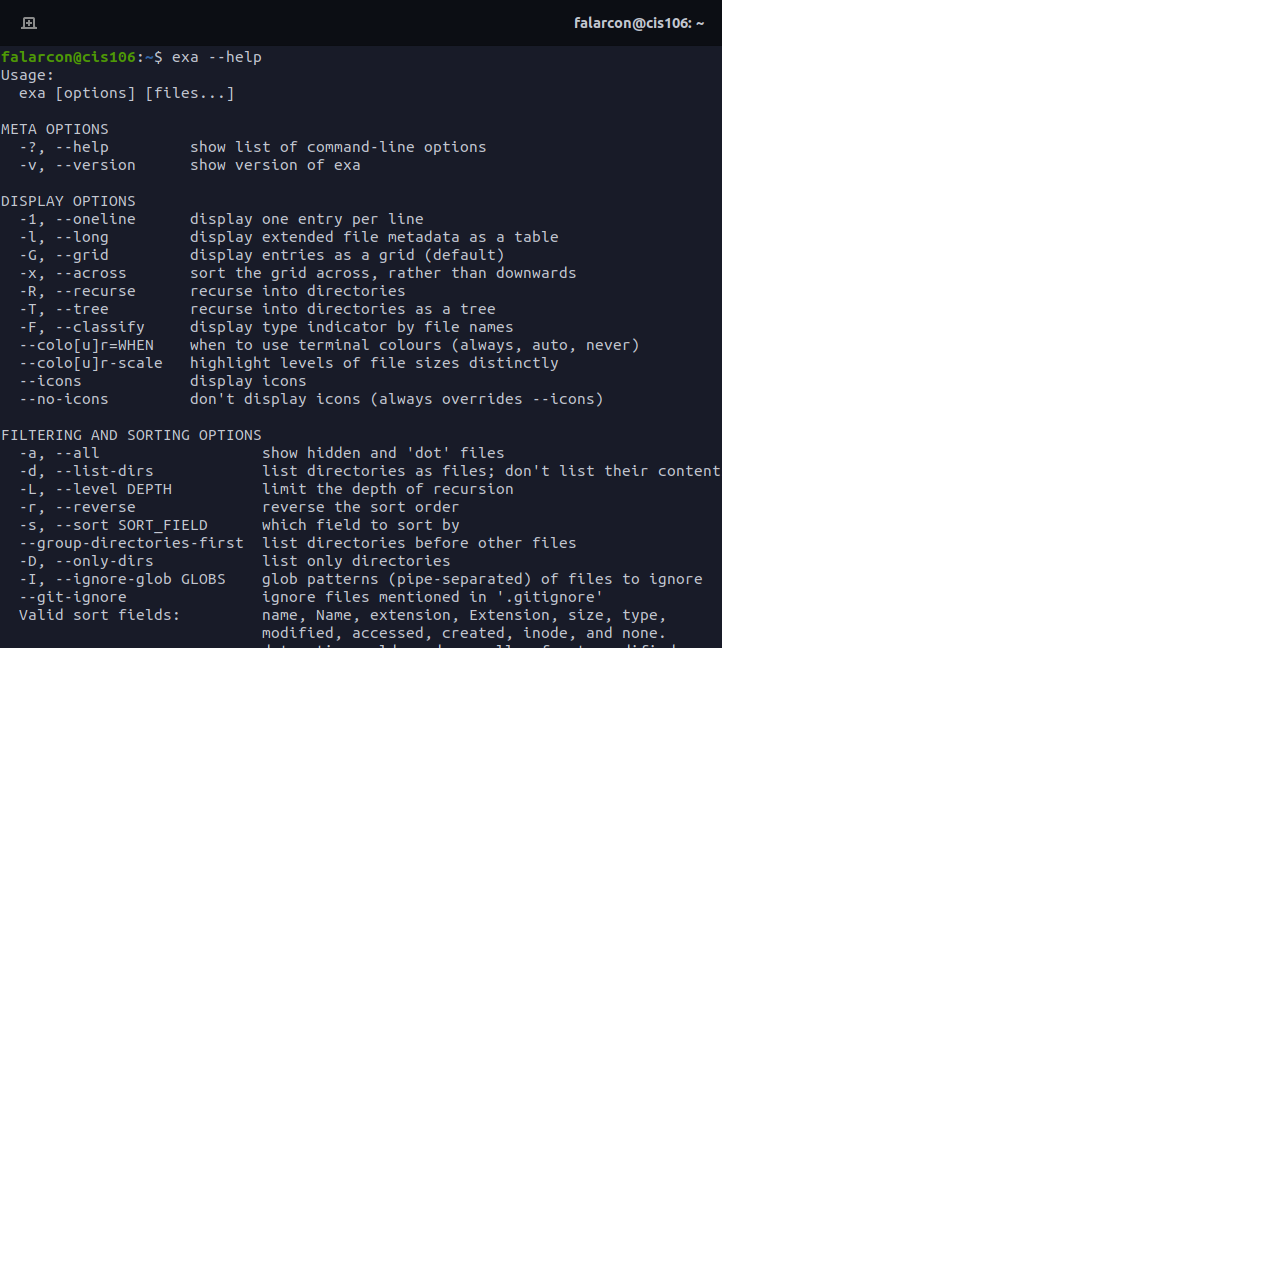 falarcon@cis106: ~
falarcon@cis106:~$ exa --help
Usage:
  exa [options] [files...]

META OPTIONS
  -?, --help         show list of command-line options
  -v, --version      show version of exa

DISPLAY OPTIONS
  -1, --oneline      display one entry per line
  -l, --long         display extended file metadata as a table
  -G, --grid         display entries as a grid (default)
  -x, --across       sort the grid across, rather than downwards
  -R, --recurse      recurse into directories
  -T, --tree         recurse into directories as a tree
  -F, --classify     display type indicator by file names
  --colo[u]r=WHEN    when to use terminal colours (always, auto, never)
  --colo[u]r-scale   highlight levels of file sizes distinctly
  --icons            display icons
  --no-icons         don't display icons (always overrides --icons)

FILTERING AND SORTING OPTIONS
  -a, --all                  show hidden and 'dot' files
  -d, --list-dirs            list directories as files; don't list their content
  -L, --level DEPTH          limit the depth of recursion
  -r, --reverse              reverse the sort order
  -s, --sort SORT_FIELD      which field to sort by
  --group-directories-first  list directories before other files
  -D, --only-dirs            list only directories
  -I, --ignore-glob GLOBS    glob patterns (pipe-separated) of files to ignore
  --git-ignore               ignore files mentioned in '.gitignore'
  Valid sort fields:         name, Name, extension, Extension, size, type,
                             modified, accessed, created, inode, and none.